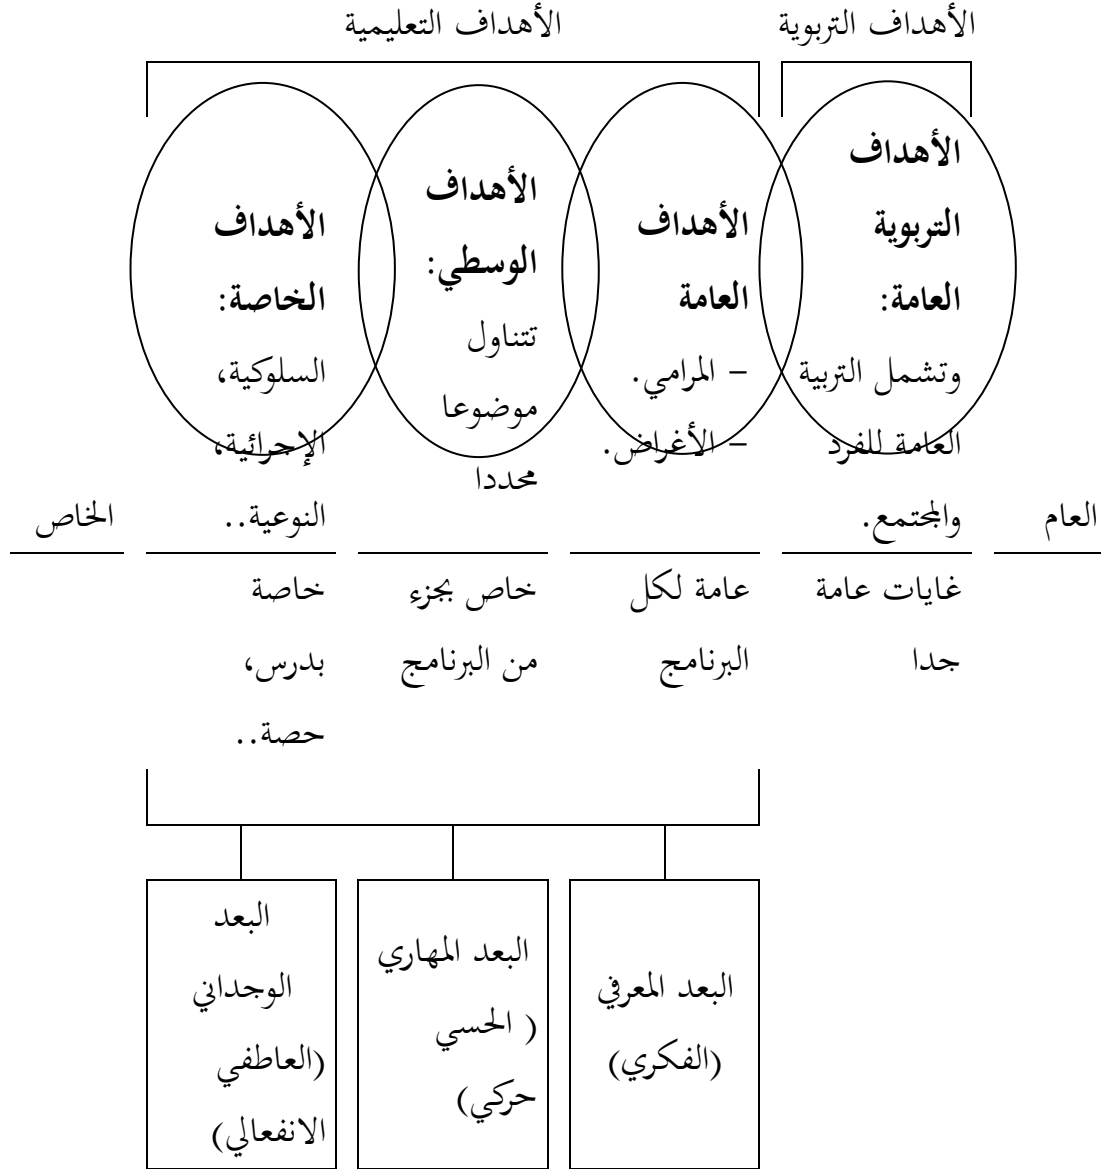 الأهداف التربوية
الأهداف التعليمية
الأهداف
التربوية
العامة:
وتشمل التربية
العامة للفرد
والمجتمع.
الأهداف
العامة
– المرامي.
– الأغراض.
الأهداف
الوسطي:
تتناول
موضوعا
محددا
الأهداف
الخاصة:
السلوكية،
الإجرائية،
النوعية..
العام
الخاص
غايات عامة
جدا
عامة لكل
البرنامج
خاص بجزء
من البرنامج
خاصة
بدرس،
حصة..
البعد المعرفي
(الفكري)
البعد المهاري
( الحسي
حركي)
البعد
الوجداني
(العاطفي
الانفعالي)